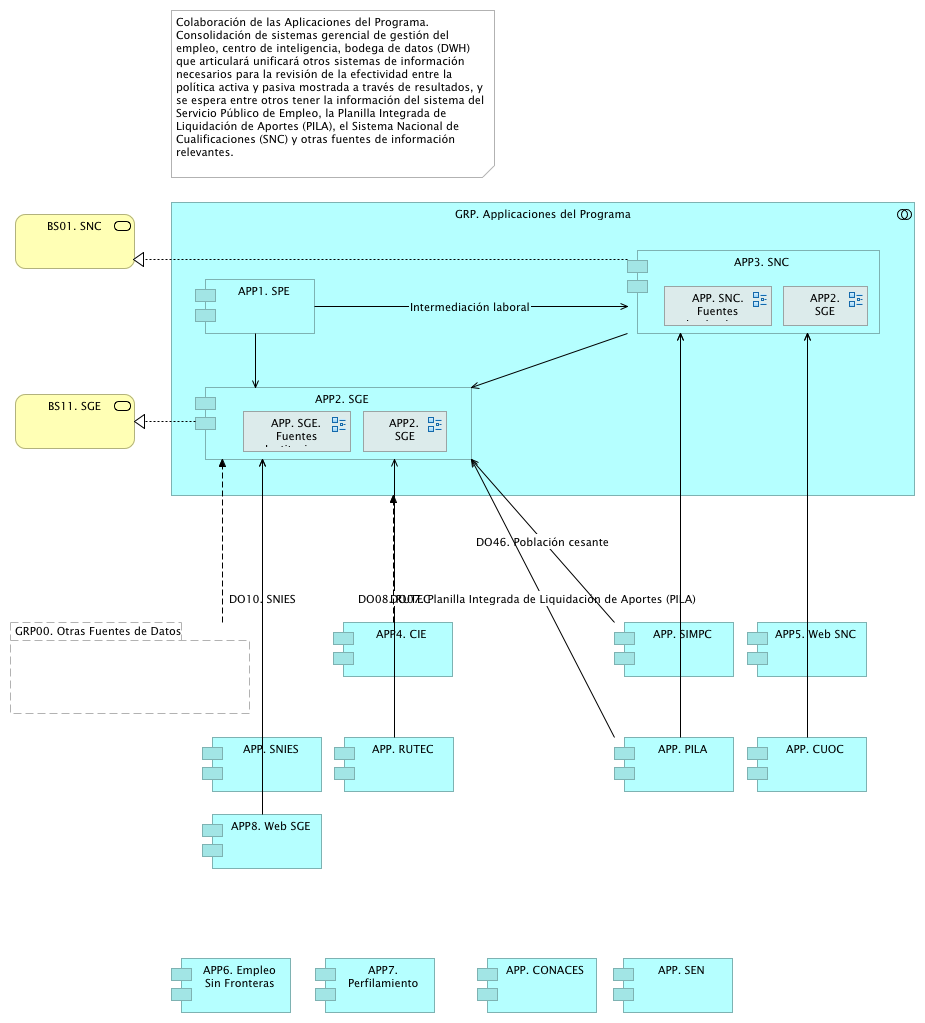 Colaboración de las Aplicaciones del Programa.
Consolidación de sistemas gerencial de gestión del
empleo, centro de inteligencia, bodega de datos (DWH)
que articulará unificará otros sistemas de información
necesarios para la revisión de la efectividad entre la
política activa y pasiva mostrada a través de resultados, y
se espera entre otros tener la información del sistema del
Servicio Público de Empleo, la Planilla Integrada de
Liquidación de Aportes (PILA), el Sistema Nacional de
Cualificaciones (SNC) y otras fuentes de información
relevantes.
GRP. Applicaciones del Programa
BS01. SNC
APP3. SNC
APP. SNC.
Fuentes
APP2.
SGE
APP1. SPE
Intermediación laboral
BS11. SGE
APP2. SGE
APP. SGE.
Fuentes
APP2.
SGE
DO46. Población cesante
DO10. SNIES
DO08. RUTEC
DO07. Planilla Integrada de Liquidación de Aportes (PILA)
GRP00. Otras Fuentes de Datos
APP4. CIE
APP. SIMPC
APP5. Web SNC
APP. SNIES
APP. RUTEC
APP. PILA
APP. CUOC
APP8. Web SGE
APP6. Empleo
Sin Fronteras
APP7.
Perfilamiento
APP. CONACES
APP. SEN